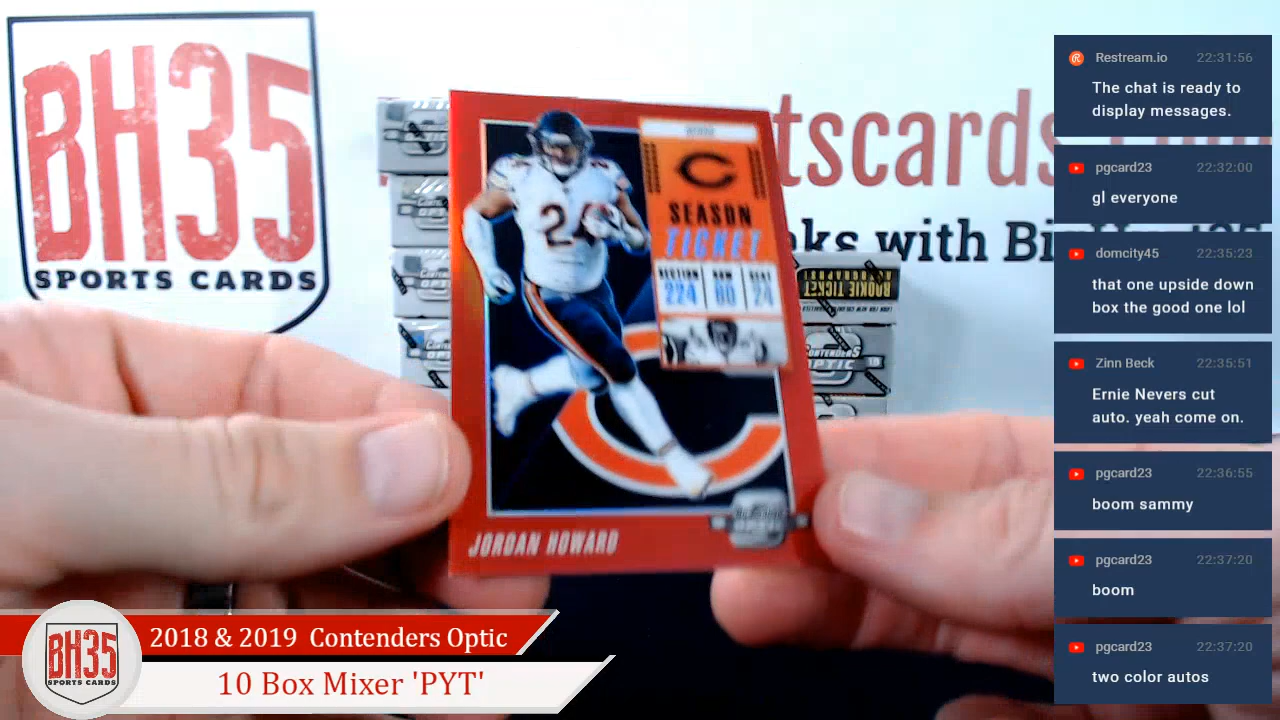 BH35
SPORTS CARDS
tscards
aks with Bi
24
SEASON
TICKET
SECTION ROW SEAT
224 80 24
JORDAN HOWARD
ROOKIE TICKET
CONTENDERS
OPTIC
BH35
SPORTS CARDS
2018 & 2019 Contenders Optic
10 Box Mixer 'PYT'
Restream.io 22:31:56
The chat is ready to
display messages.
pgcard23 22:32:00
gl everyone
domcity45 22:35:23
that one upside down
box the good one lol
Zinn Beck 22:35:51
Ernie Nevers cut
auto. yeah come on.
pgcard23 22:36:55
boom sammy
pgcard23 22:37:20
boom
pgcard23 22:37:20
two color autos